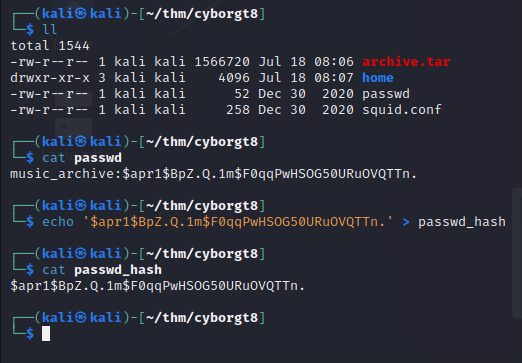 ┌──(kali㉿kali)-[~/thm/cyborgt8]
└─$ ll
total 1544
-rw-r--r-- 1 kali kali 1566720 Jul 18 08:06 archive.tar
drwxr-xr-x 3 kali kali    4096 Jul 18 08:07 home
-rw-r--r-- 1 kali kali      52 Dec 30  2020 passwd
-rw-r--r-- 1 kali kali     258 Dec 30  2020 squid.conf
┌──(kali㉿kali)-[~/thm/cyborgt8]
└─$ cat passwd
music_archive:$apr1$BpZ.Q.1m$F0qqPwHSOG50URuOVQTTn.
┌──(kali㉿kali)-[~/thm/cyborgt8]
└─$ echo '$apr1$BpZ.Q.1m$F0qqPwHSOG50URuOVQTTn.' > passwd_hash
┌──(kali㉿kali)-[~/thm/cyborgt8]
└─$ cat passwd_hash
$apr1$BpZ.Q.1m$F0qqPwHSOG50URuOVQTTn.
┌──(kali㉿kali)-[~/thm/cyborgt8]
└─$